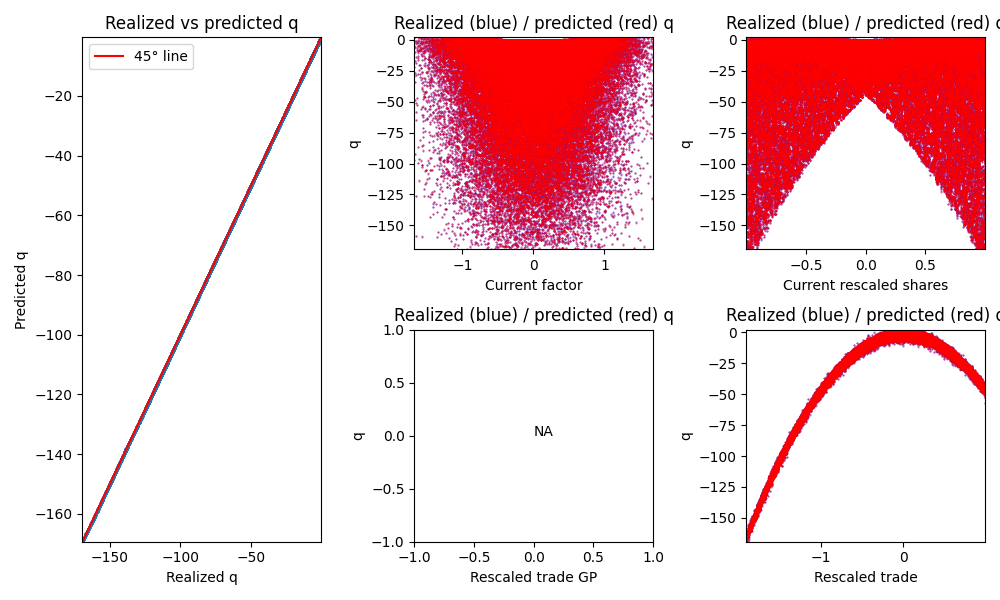 Realized vs predicted q
45° line
−20
−40
−60
−80
−100
−120
−140
−160
−150
−100
−50
Predicted q
Realized q
Realized (blue) / predicted (red) q
0
−25
−50
−75
−100
−125
−150
q
−1
0
1
Current factor
Realized (blue) / predicted (red) q
0
−25
−50
−75
−100
−125
−150
q
−0.5
0.0
0.5
Current rescaled shares
Realized (blue) / predicted (red) q
1.0
0.5
0.0
−0.5
−1.0
q
NA
−1.0
−0.5
0.0
0.5
1.0
Rescaled trade GP
Realized (blue) / predicted (red) q
0
−25
−50
−75
−100
−125
−150
q
−1
0
Rescaled trade